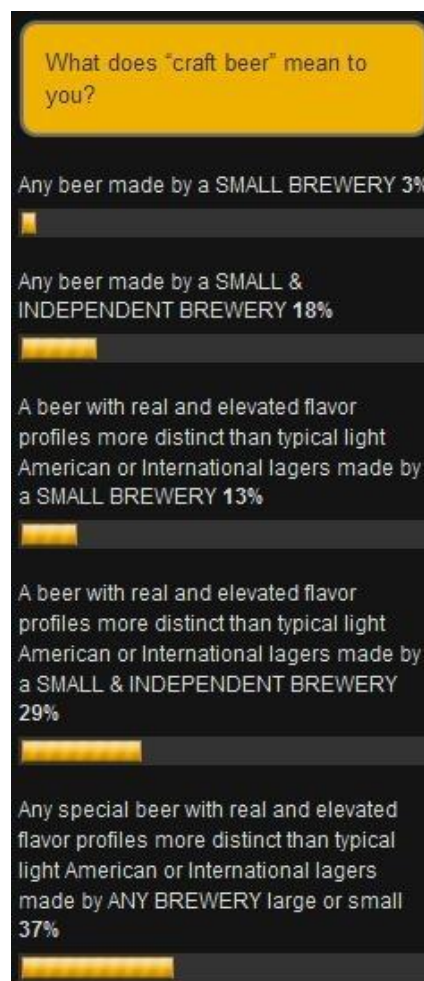 What does “craft beer” mean to
you?
Any beer made by a SMALL BREWERY 3%
Any beer made by a SMALL &
INDEPENDENT BREWERY 18%
A beer with real and elevated flavor
profiles more distinct than typical light
American or International lagers made by
a SMALL BREWERY 13%
A beer with real and elevated flavor
profiles more distinct than typical light
American or International lagers made by
a SMALL & INDEPENDENT BREWERY
29%
Any special beer with real and elevated
flavor profiles more distinct than typical
light American or International lagers
made by ANY BREWERY large or small
37%